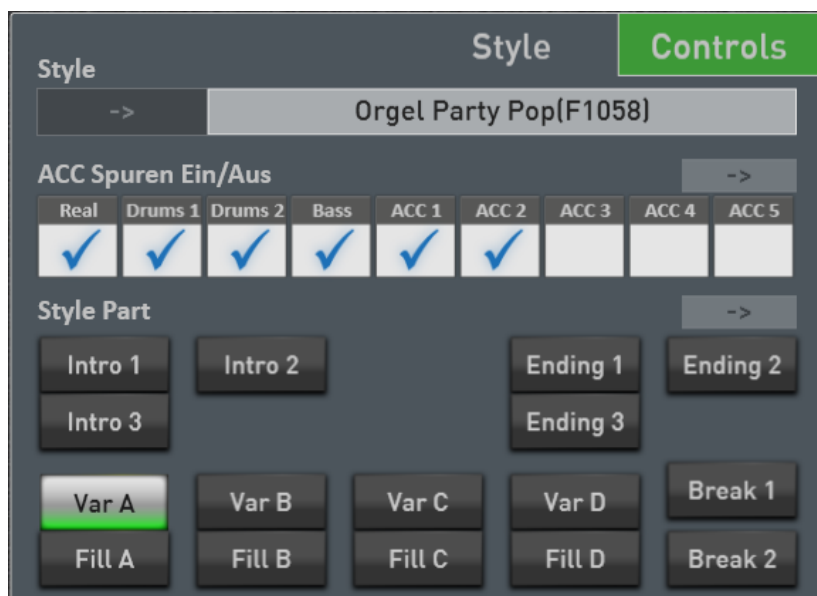 Style Controls
Style
-> Orgel Party Pop(F1058)
ACC Spuren Ein/Aus ->
Real Drums 1 Drums 2 Bass ACC 1 ACC 2 ACC 3 ACC 4 ACC 5
Style Part ->
Intro 1 Intro 2 Ending 1 Ending 2
Intro 3 Ending 3
Var A Var B Var C Var D Break 1
Fill A Fill B Fill C Fill D Break 2